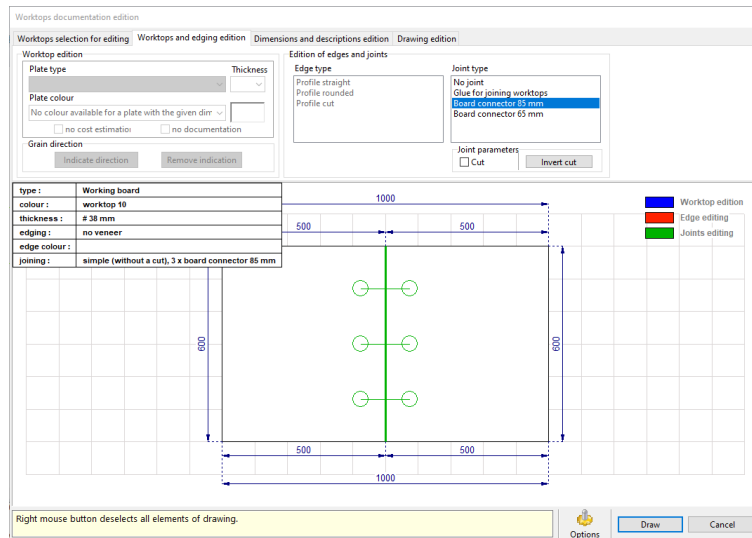 Worktops documentation edition
Worktops selection for editing Worktops and edging edition Dimensions and descriptions edition Drawing edition
Worktop edition
Plate type Thickness
Plate colour
No colour available for a plate with the given dim
no cost estimation no documentation
Grain direction
Indicate direction Remove indication
Edition of edges and joints
Edge type
Profile straight
Profile rounded
Profile cut
Joint type
No joint
Glue for joining worktops
Board connector 85 mm
Board connector 65 mm
Joint parameters
Cut Invert cut
type : Working board
colour : worktop 10
thickness : # 38 mm
edging : no veneer
edge colour :
joining : simple (without a cut), 3 x board connector 85 mm
1000
500 500
Worktop edition
Edge editing
Joints editing
600 600
500 500
1000
Right mouse button deselects all elements of drawing.
Options
Draw Cancel